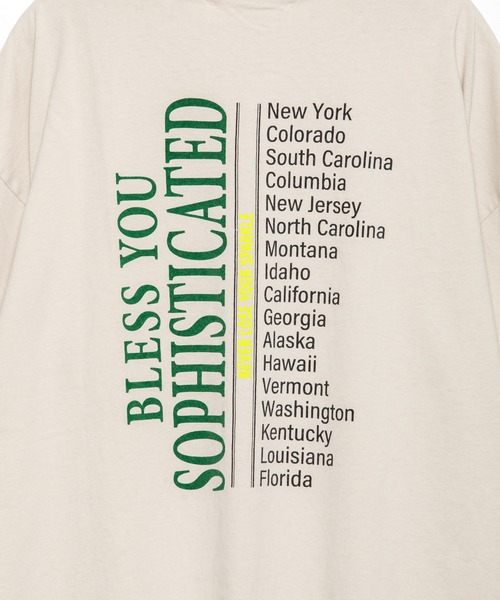 BLESS YOU
SOPHISTICATED
NEVER LOSE YOUR SPARKLE
New York
Colorado
South Carolina
Columbia
New Jersey
North Carolina
Montana
Idaho
California
Georgia
Alaska
Hawaii
Vermont
Washington
Kentucky
Louisiana
Florida